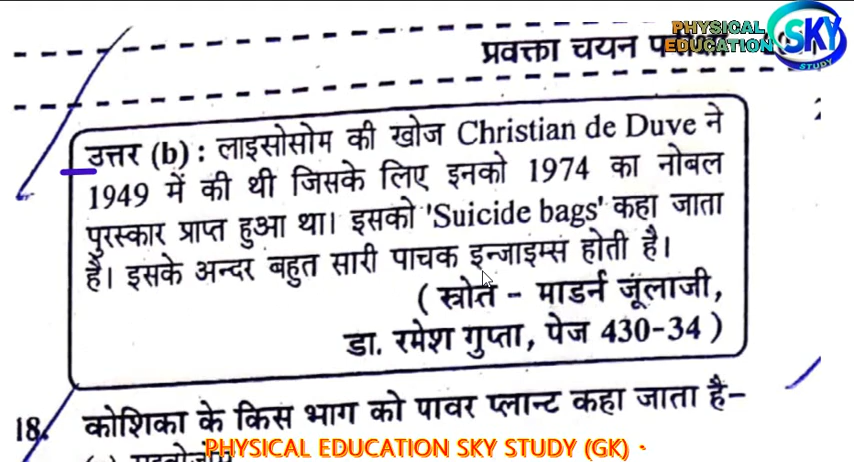 PHYSICAL
EDUCATION
SKY
STUDY
प्रवक्ता चयन
उत्तर (b) : लाइसोसोम की खोज Christian de Duve ने
1949 में की थी जिसके लिए इनको 1974 का नोबल
पुरस्कार प्राप्त हुआ था। इसको 'Suicide bags' कहा जाता
है। इसके अन्दर बहुत सारी पाचक इन्जाइम्स होती है।
( स्त्रोत - माडर्न जूलाजी,
डा. रमेश गुप्ता, पेज 430-34 )
18. कोशिका के किस भाग को पावर प्लान्ट कहा जाता है-
PHYSICAL EDUCATION SKY STUDY (GK)